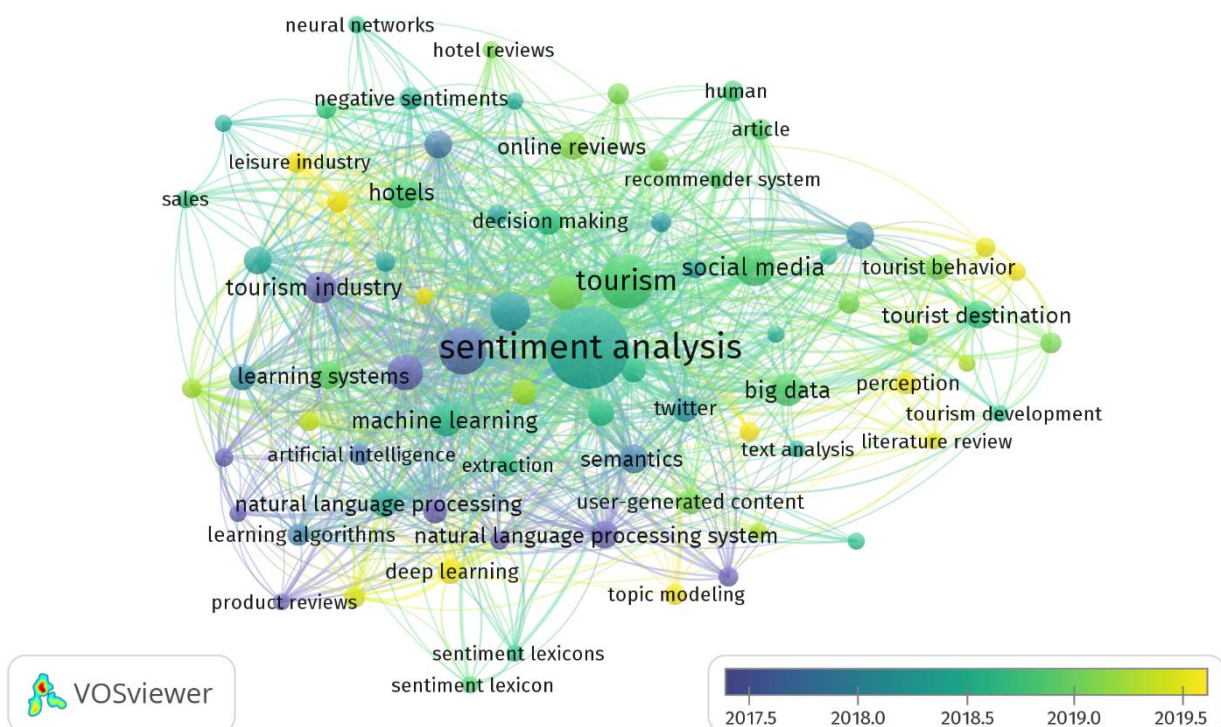 neural networks
hotel reviews
negative sentiments
human
article
online reviews
leisure industry
recommender system
hotels
sales
decision making
social media
tourist behavior
tourism
tourism industry
tourist destination
sentiment analysis
learning systems
big data
perception
twitter
tourism development
machine learning
literature review
text analysis
artificial intelligence
semantics
extraction
natural language processing
user-generated content
learning algorithms
natural language processing system
deep learning
product reviews
topic modeling
sentiment lexicons
sentiment lexicon
VOSviewer
2017.5 2018.0 2018.5 2019.0 2019.5